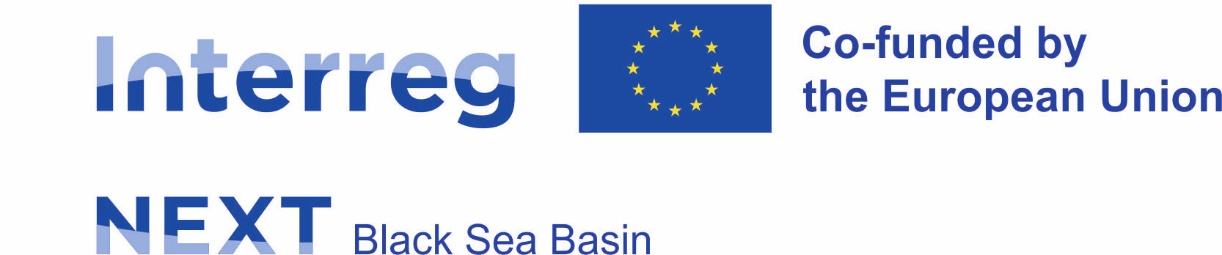 Interreg
Co-funded by
the European Union
NEXT Black Sea Basin